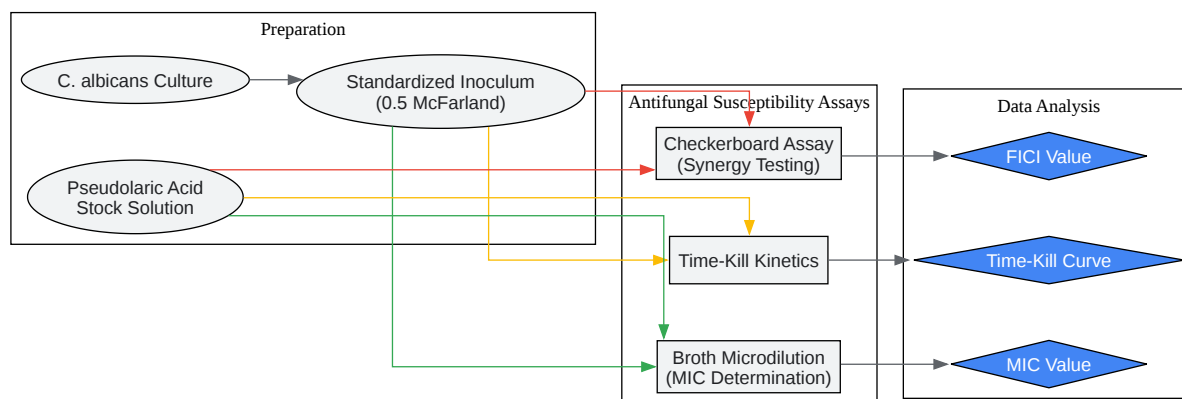 Preparation
C. albicans Culture
Standardized Inoculum
(0.5 McFarland)
Pseudolaric Acid
Stock Solution
Antifungal Susceptibility Assays
Checkerboard Assay
(Synergy Testing)
Time-Kill Kinetics
Broth Microdilution
(MIC Determination)
Data Analysis
FICI Value
Time-Kill Curve
MIC Value